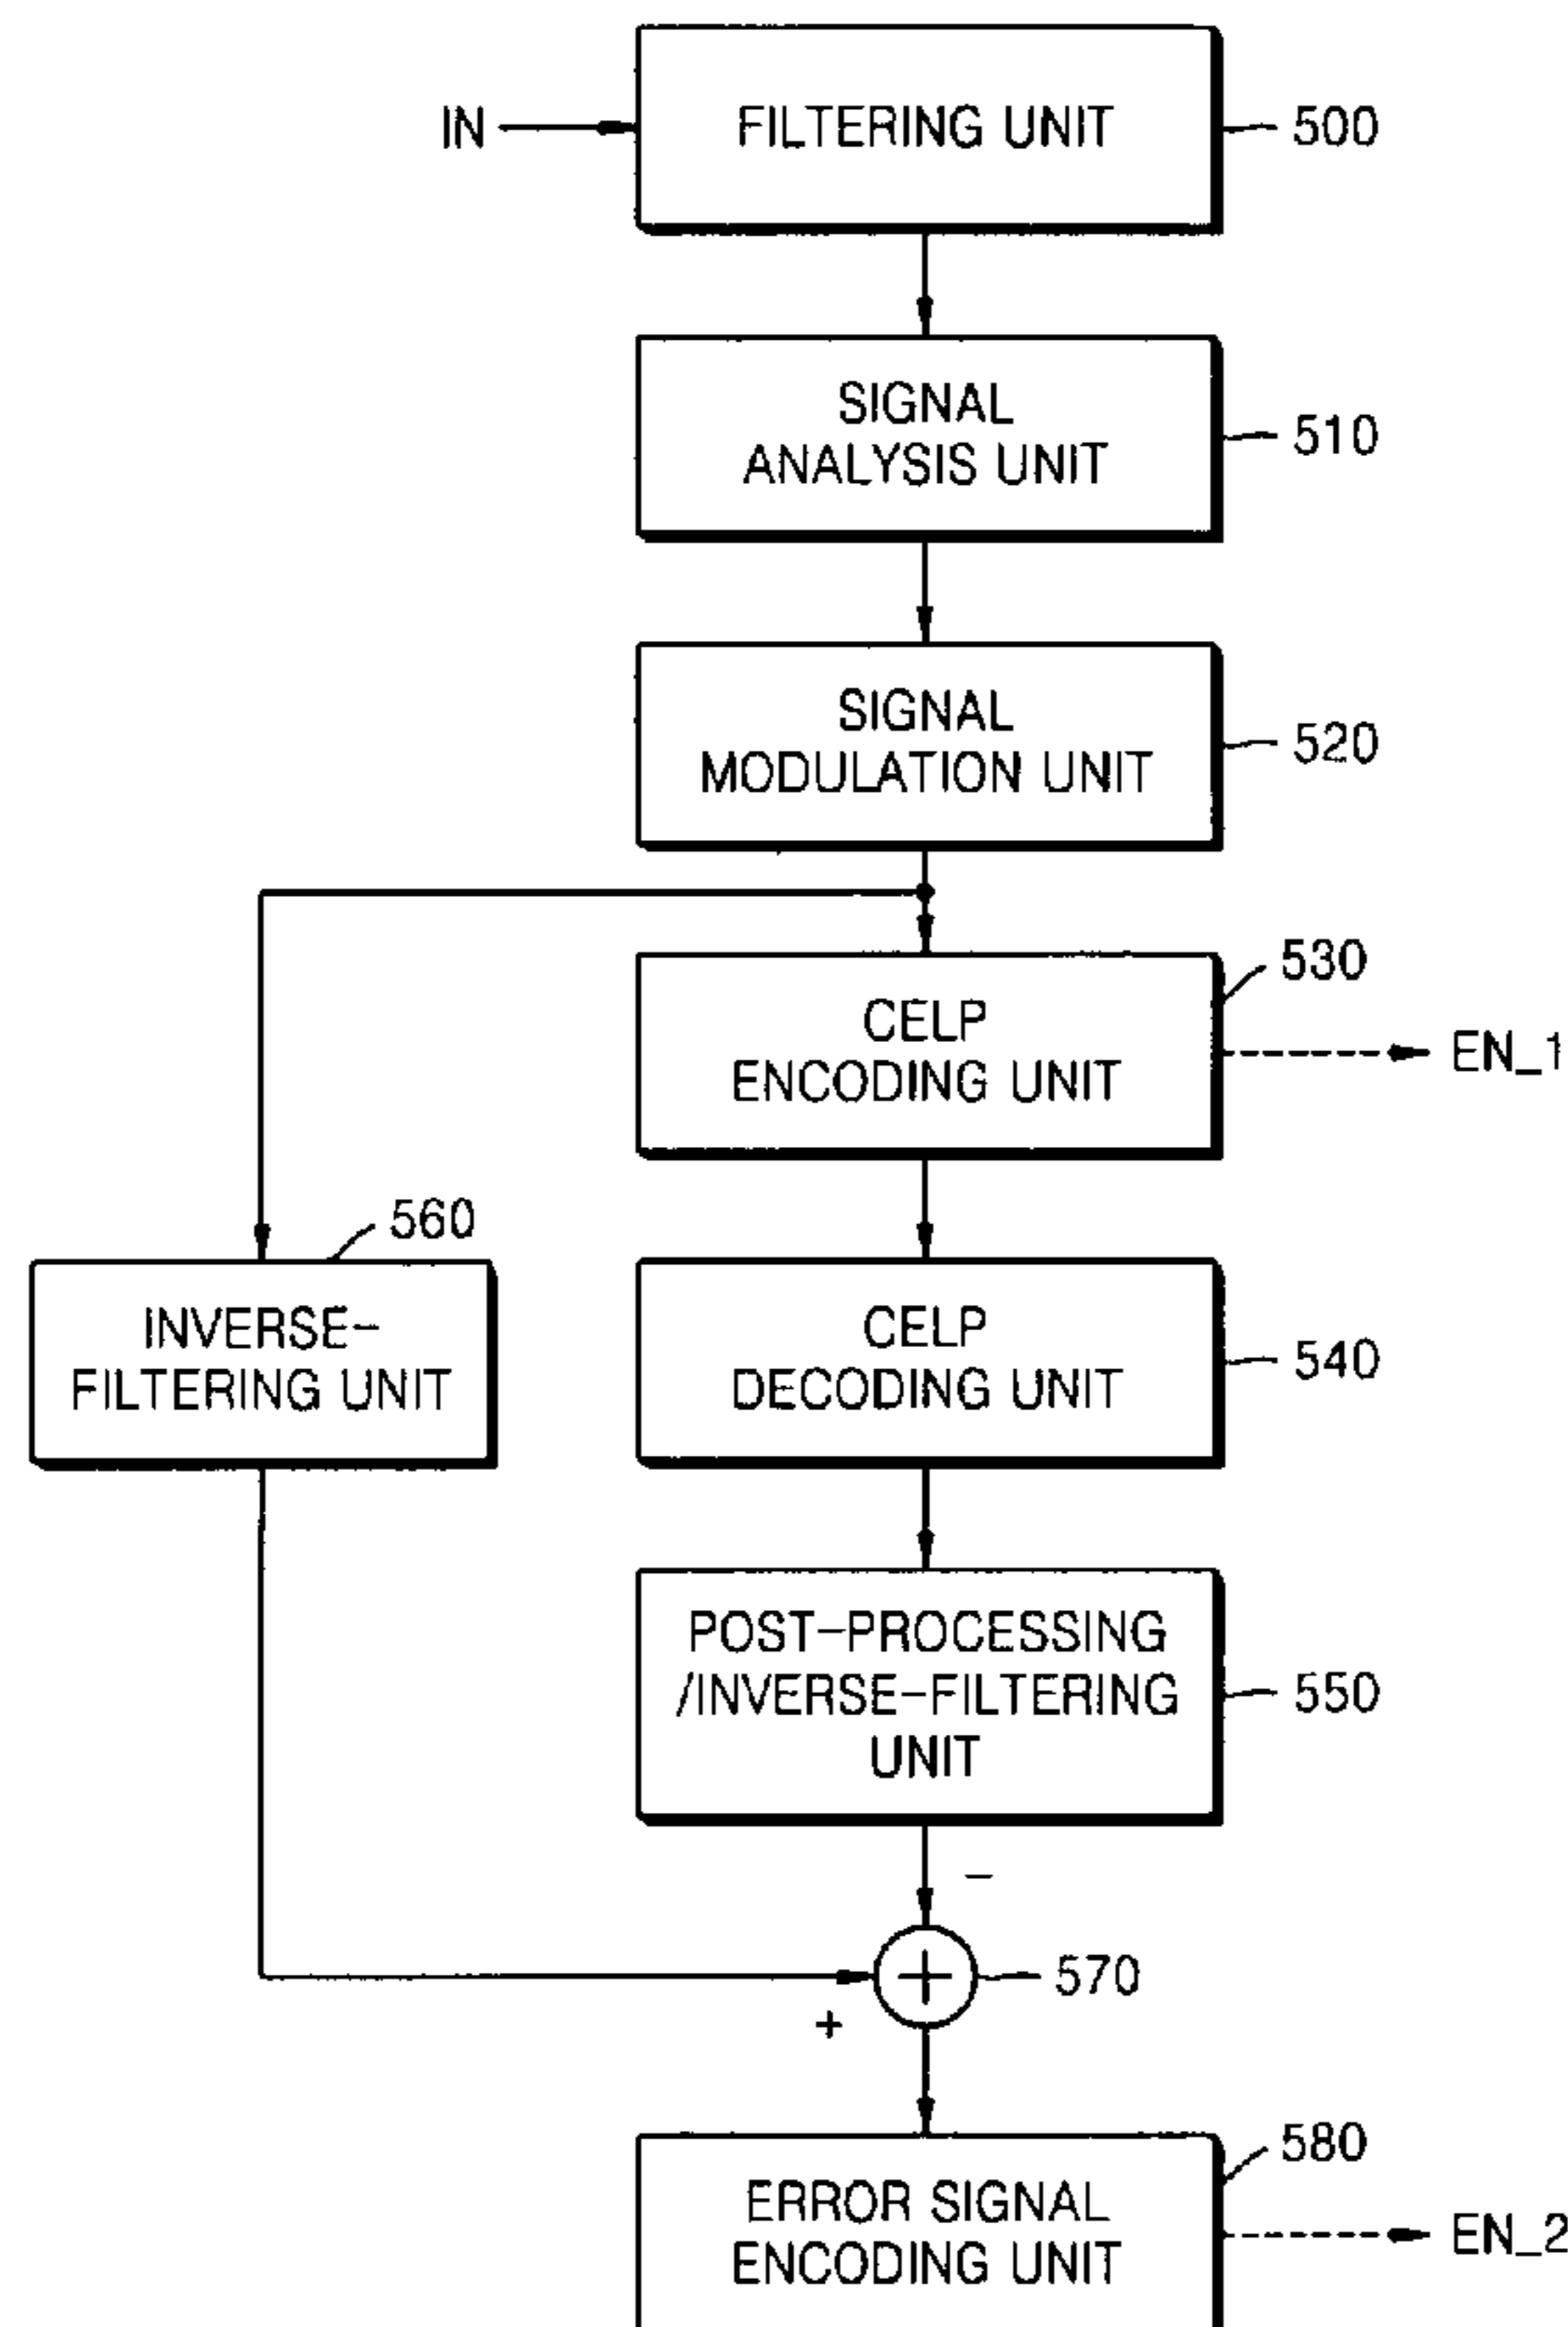 IN
FILTERING UNIT
500
SIGNAL
ANALYSIS UNIT
510
SIGNAL
MODULATION UNIT
520
530
CELP
ENCODING UNIT
EN_1
560
INVERSE-
FILTERING UNIT
CELP
DECODING UNIT
540
POST-PROCESSING
/INVERSE-FILTERING
UNIT
550
−
+
570
+
580
ERROR SIGNAL
ENCODING UNIT
EN_2